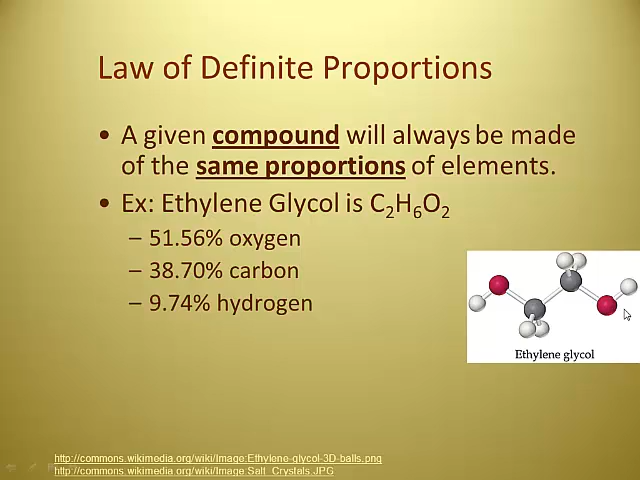 Law of Definite Proportions
• A given compound will always be made
of the same proportions of elements.
• Ex: Ethylene Glycol is C₂H₆O₂
– 51.56% oxygen
– 38.70% carbon
– 9.74% hydrogen
Ethylene glycol
http://commons.wikimedia.org/wiki/Image:Ethylene-glycol-3D-balls.png
http://commons.wikimedia.org/wiki/Image:Salt_Crystals.JPG